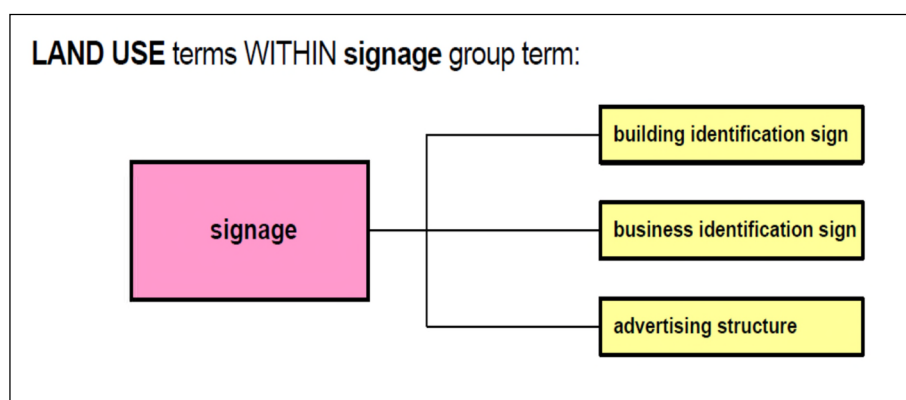 LAND USE terms WITHIN signage group term:
signage
building identification sign
business identification sign
advertising structure